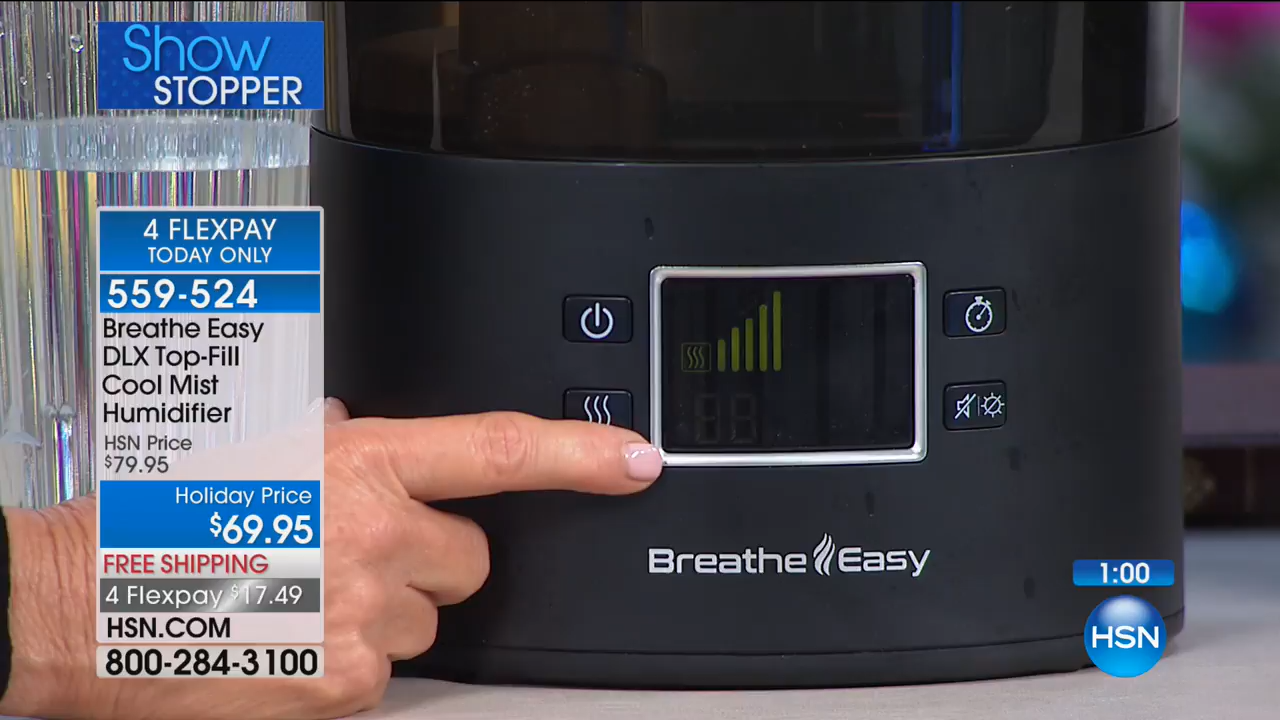 Show
STOPPER
4 FLEXPAY
TODAY ONLY
559-524
Breathe Easy
DLX Top-Fill
Cool Mist
Humidifier
HSN Price
$79.95
Holiday Price
$69.95
FREE SHIPPING
4 Flexpay $17.49
HSN.COM
800-284-3100
88
Breathe Easy
1:00
HSN